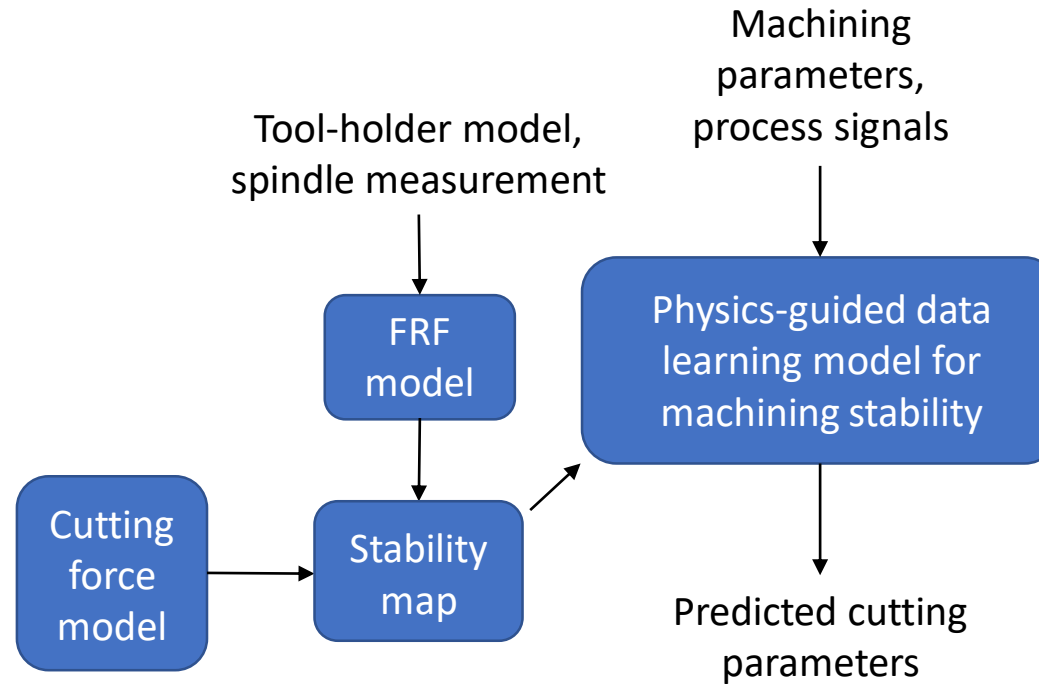 Machining
parameters,
process signals
Tool-holder model,
spindle measurement
FRF
model
Physics-guided data
learning model for
machining stability
Cutting
force
model
Stability
map
Predicted cutting
parameters